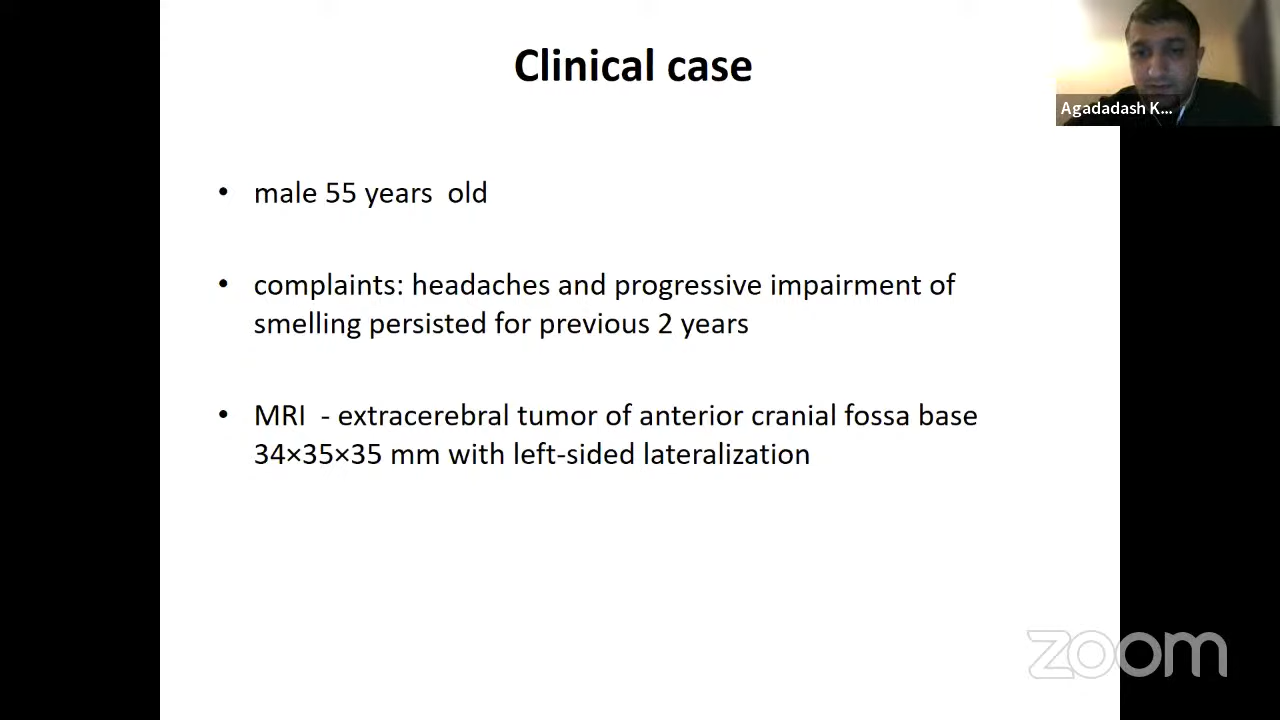 Clinical case
Agadadash K...
• male 55 years  old
• complaints: headaches and progressive impairment of
smelling persisted for previous 2 years
• MRI  - extracerebral tumor of anterior cranial fossa base
34×35×35 mm with left-sided lateralization
zoom